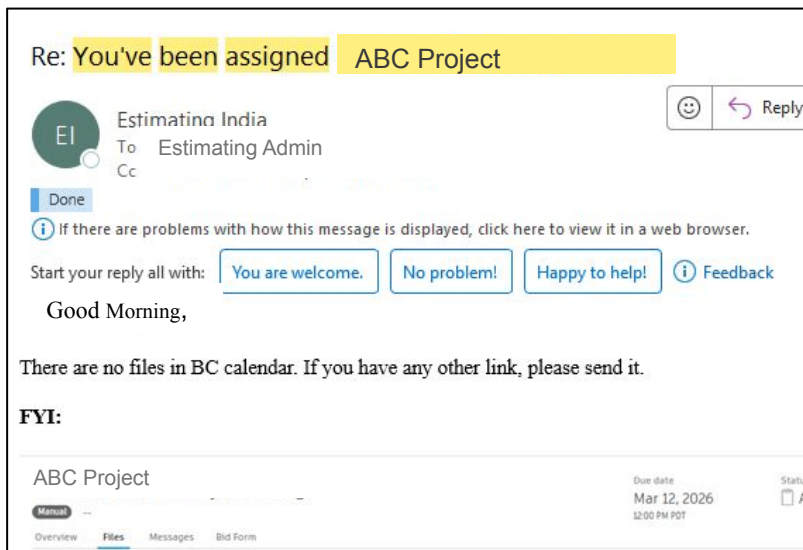 Re: You've been assigned ABC Project
Reply
EI
Estimating India
To Estimating Admin
Cc
Done
If there are problems with how this message is displayed, click here to view it in a web browser.
Start your reply all with: You are welcome. No problem! Happy to help! Feedback
Good Morning,
There are no files in BC calendar. If you have any other link, please send it.
FYI:
ABC Project
Due date
Mar 12, 2026
12:00 PM PDT
Manual --
Overview Files Messages Bid Form